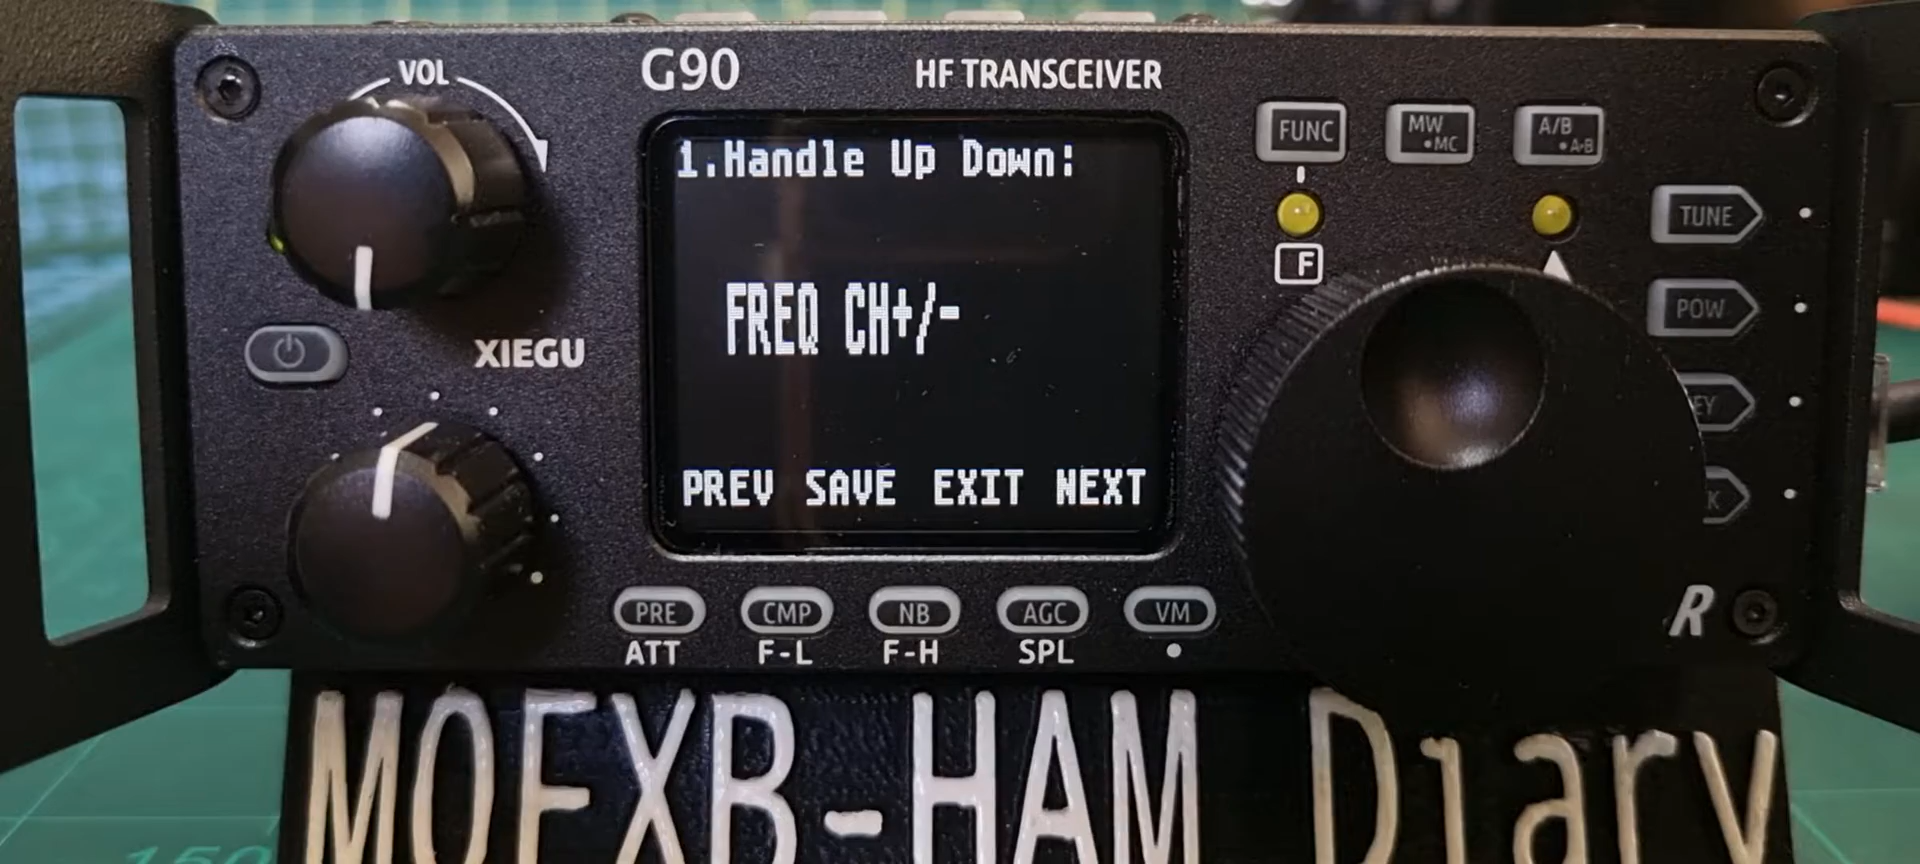 VOL
G90
HF TRANSCEIVER
FUNC
MW
•MC
A/B
•A›B
1.Handle Up Down:
TUNE
F
FREQ CH+/-
POW
XIEGU
PREV SAVE EXIT NEXT
PRE
CMP
NB
AGC
VM
ATT
F-L
F-H
SPL
R
M0FXB-HAM Diary